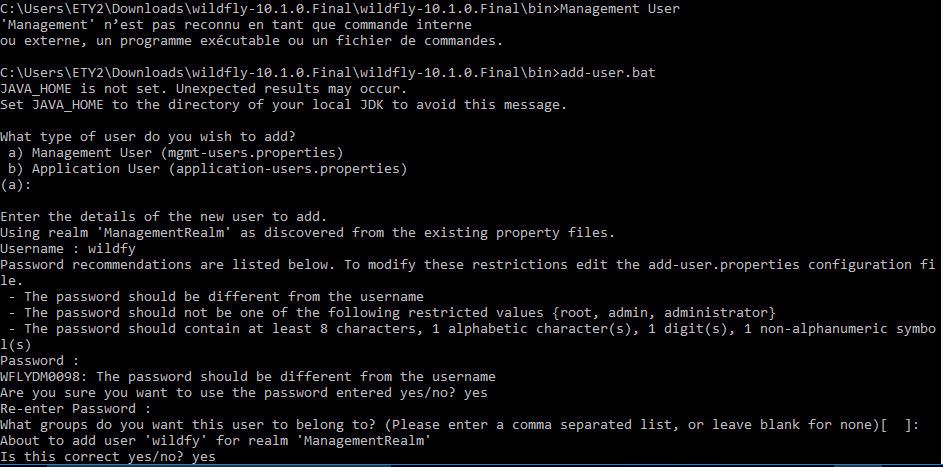 C:\Users\ETY2\Downloads\wildfly-10.1.0.Final\wildfly-10.1.0.Final\bin>Management User
'Management' n’est pas reconnu en tant que commande interne
ou externe, un programme exécutable ou un fichier de commandes.
C:\Users\ETY2\Downloads\wildfly-10.1.0.Final\wildfly-10.1.0.Final\bin>add-user.bat
JAVA_HOME is not set. Unexpected results may occur.
Set JAVA_HOME to the directory of your local JDK to avoid this message.
What type of user do you wish to add?
a) Management User (mgmt-users.properties)
b) Application User (application-users.properties)
(a):
Enter the details of the new user to add.
Using realm 'ManagementRealm' as discovered from the existing property files.
Username : wildfy
Password recommendations are listed below. To modify these restrictions edit the add-user.properties configuration fi
le.
- The password should be different from the username
- The password should not be one of the following restricted values {root, admin, administrator}
- The password should contain at least 8 characters, 1 alphabetic character(s), 1 digit(s), 1 non-alphanumeric symbo
l(s)
Password :
WFLYDM0098: The password should be different from the username
Are you sure you want to use the password entered yes/no? yes
Re-enter Password :
What groups do you want this user to belong to? (Please enter a comma separated list, or leave blank for none)[  ]:
About to add user 'wildfy' for realm 'ManagementRealm'
Is this correct yes/no? yes